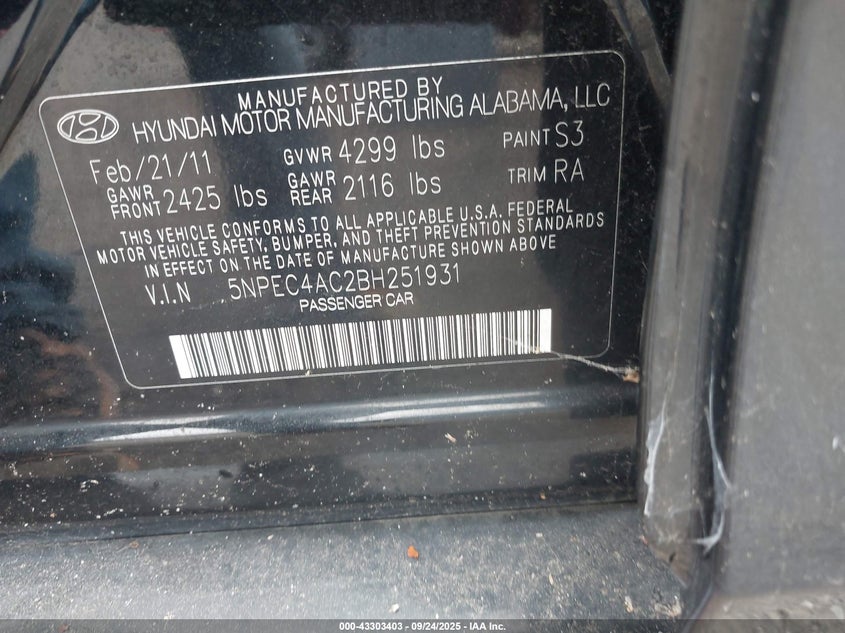 MANUFACTURED BY
HYUNDAI MOTOR MANUFACTURING ALABAMA, LLC
Feb/21/11 GVWR 4299 lbs PAINT S3
GAWR FRONT 2425 lbs GAWR REAR 2116 lbs TRIM RA
THIS VEHICLE CONFORMS TO ALL APPLICABLE U.S.A. FEDERAL
MOTOR VEHICLE SAFETY, BUMPER, AND THEFT PREVENTION STANDARDS
IN EFFECT ON THE DATE OF MANUFACTURE SHOWN ABOVE
V.I.N 5NPEC4AC2BH251931
PASSENGER CAR
000-43303403 - 09/24/2025 - IAA Inc.